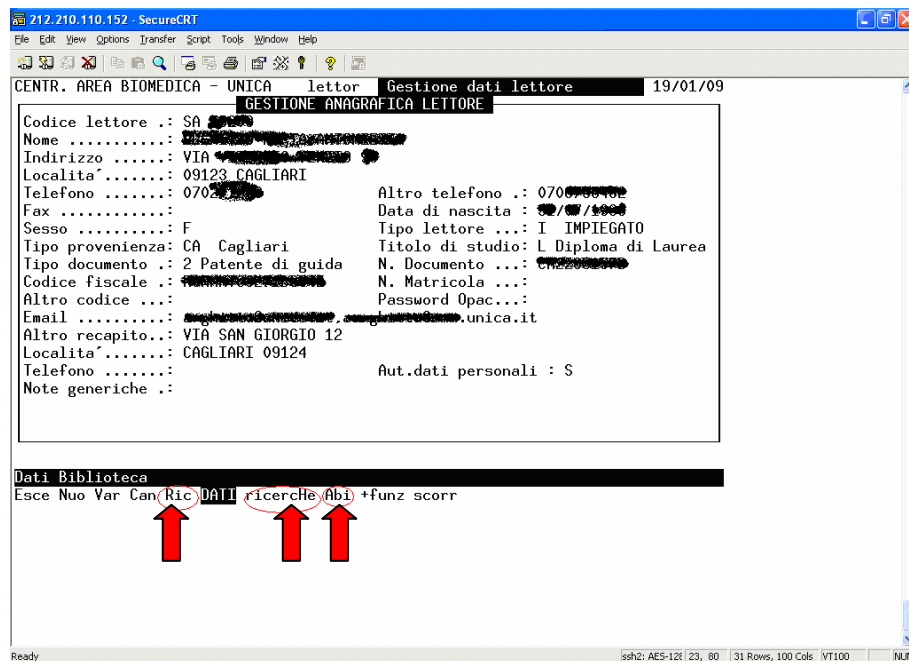 212.210.110.152 - SecureCRT
File Edit View Options Transfer Script Tools Window Help
CENTR. AREA BIOMEDICA - UNICA lettor Gestione dati lettore 19/01/09
GESTIONE ANAGRAFICA LETTORE
Codice lettore .: SA
Nome ...........:
Indirizzo ......: VIA
Localita´.......: 09123 CAGLIARI
Telefono .......: 070 Altro telefono .: 070
Fax ............: Data di nascita :
Sesso ..........: F Tipo lettore ...: I IMPIEGATO
Tipo provenienza: CA Cagliari Titolo di studio: L Diploma di Laurea
Tipo documento .: 2 Patente di guida N. Documento ...:
Codice fiscale .: N. Matricola ...:
Altro codice ...: Password Opac...:
Email ..........: .unica.it
Altro recapito..: VIA SAN GIORGIO 12
Localita´.......: CAGLIARI 09124
Telefono .......: Aut.dati personali : S
Note generiche .:
Dati Biblioteca
Esce Nuo Var Can Ric DATI ricercHe Abi +funz scorr
Ready ssh2: AES-128 23, 80 31 Rows, 100 Cols VT100 NUM